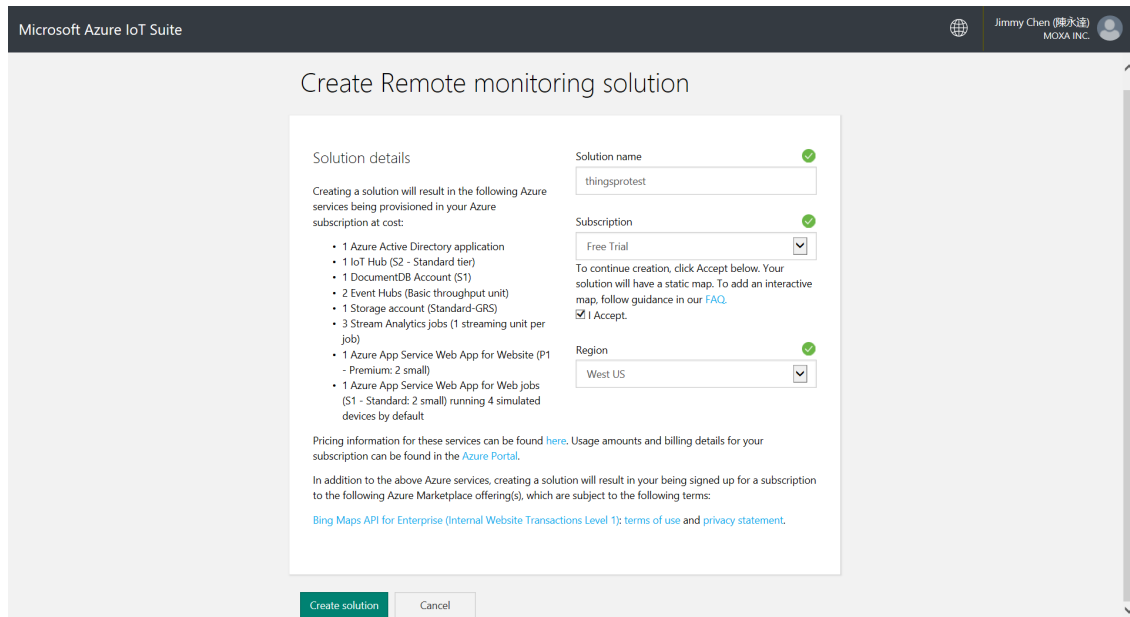 Microsoft Azure IoT Suite
Jimmy Chen (陳永達)
MOXA INC.
Create Remote monitoring solution
Solution details
Creating a solution will result in the following Azure
services being provisioned in your Azure
subscription at cost:
• 1 Azure Active Directory application
• 1 IoT Hub (S2 - Standard tier)
• 1 DocumentDB Account (S1)
• 2 Event Hubs (Basic throughput unit)
• 1 Storage account (Standard-GRS)
• 3 Stream Analytics jobs (1 streaming unit per
job)
• 1 Azure App Service Web App for Website (P1
- Premium: 2 small)
• 1 Azure App Service Web App for Web jobs
(S1 - Standard: 2 small) running 4 simulated
devices by default
Solution name
thingsprotest
Subscription
Free Trial
To continue creation, click Accept below. Your
solution will have a static map. To add an interactive
map, follow guidance in our FAQ.
I Accept.
Region
West US
Pricing information for these services can be found here. Usage amounts and billing details for your
subscription can be found in the Azure Portal.
In addition to the above Azure services, creating a solution will result in your being signed up for a subscription
to the following Azure Marketplace offering(s), which are subject to the following terms:
Bing Maps API for Enterprise (Internal Website Transactions Level 1): terms of use and privacy statement.
Create solution
Cancel